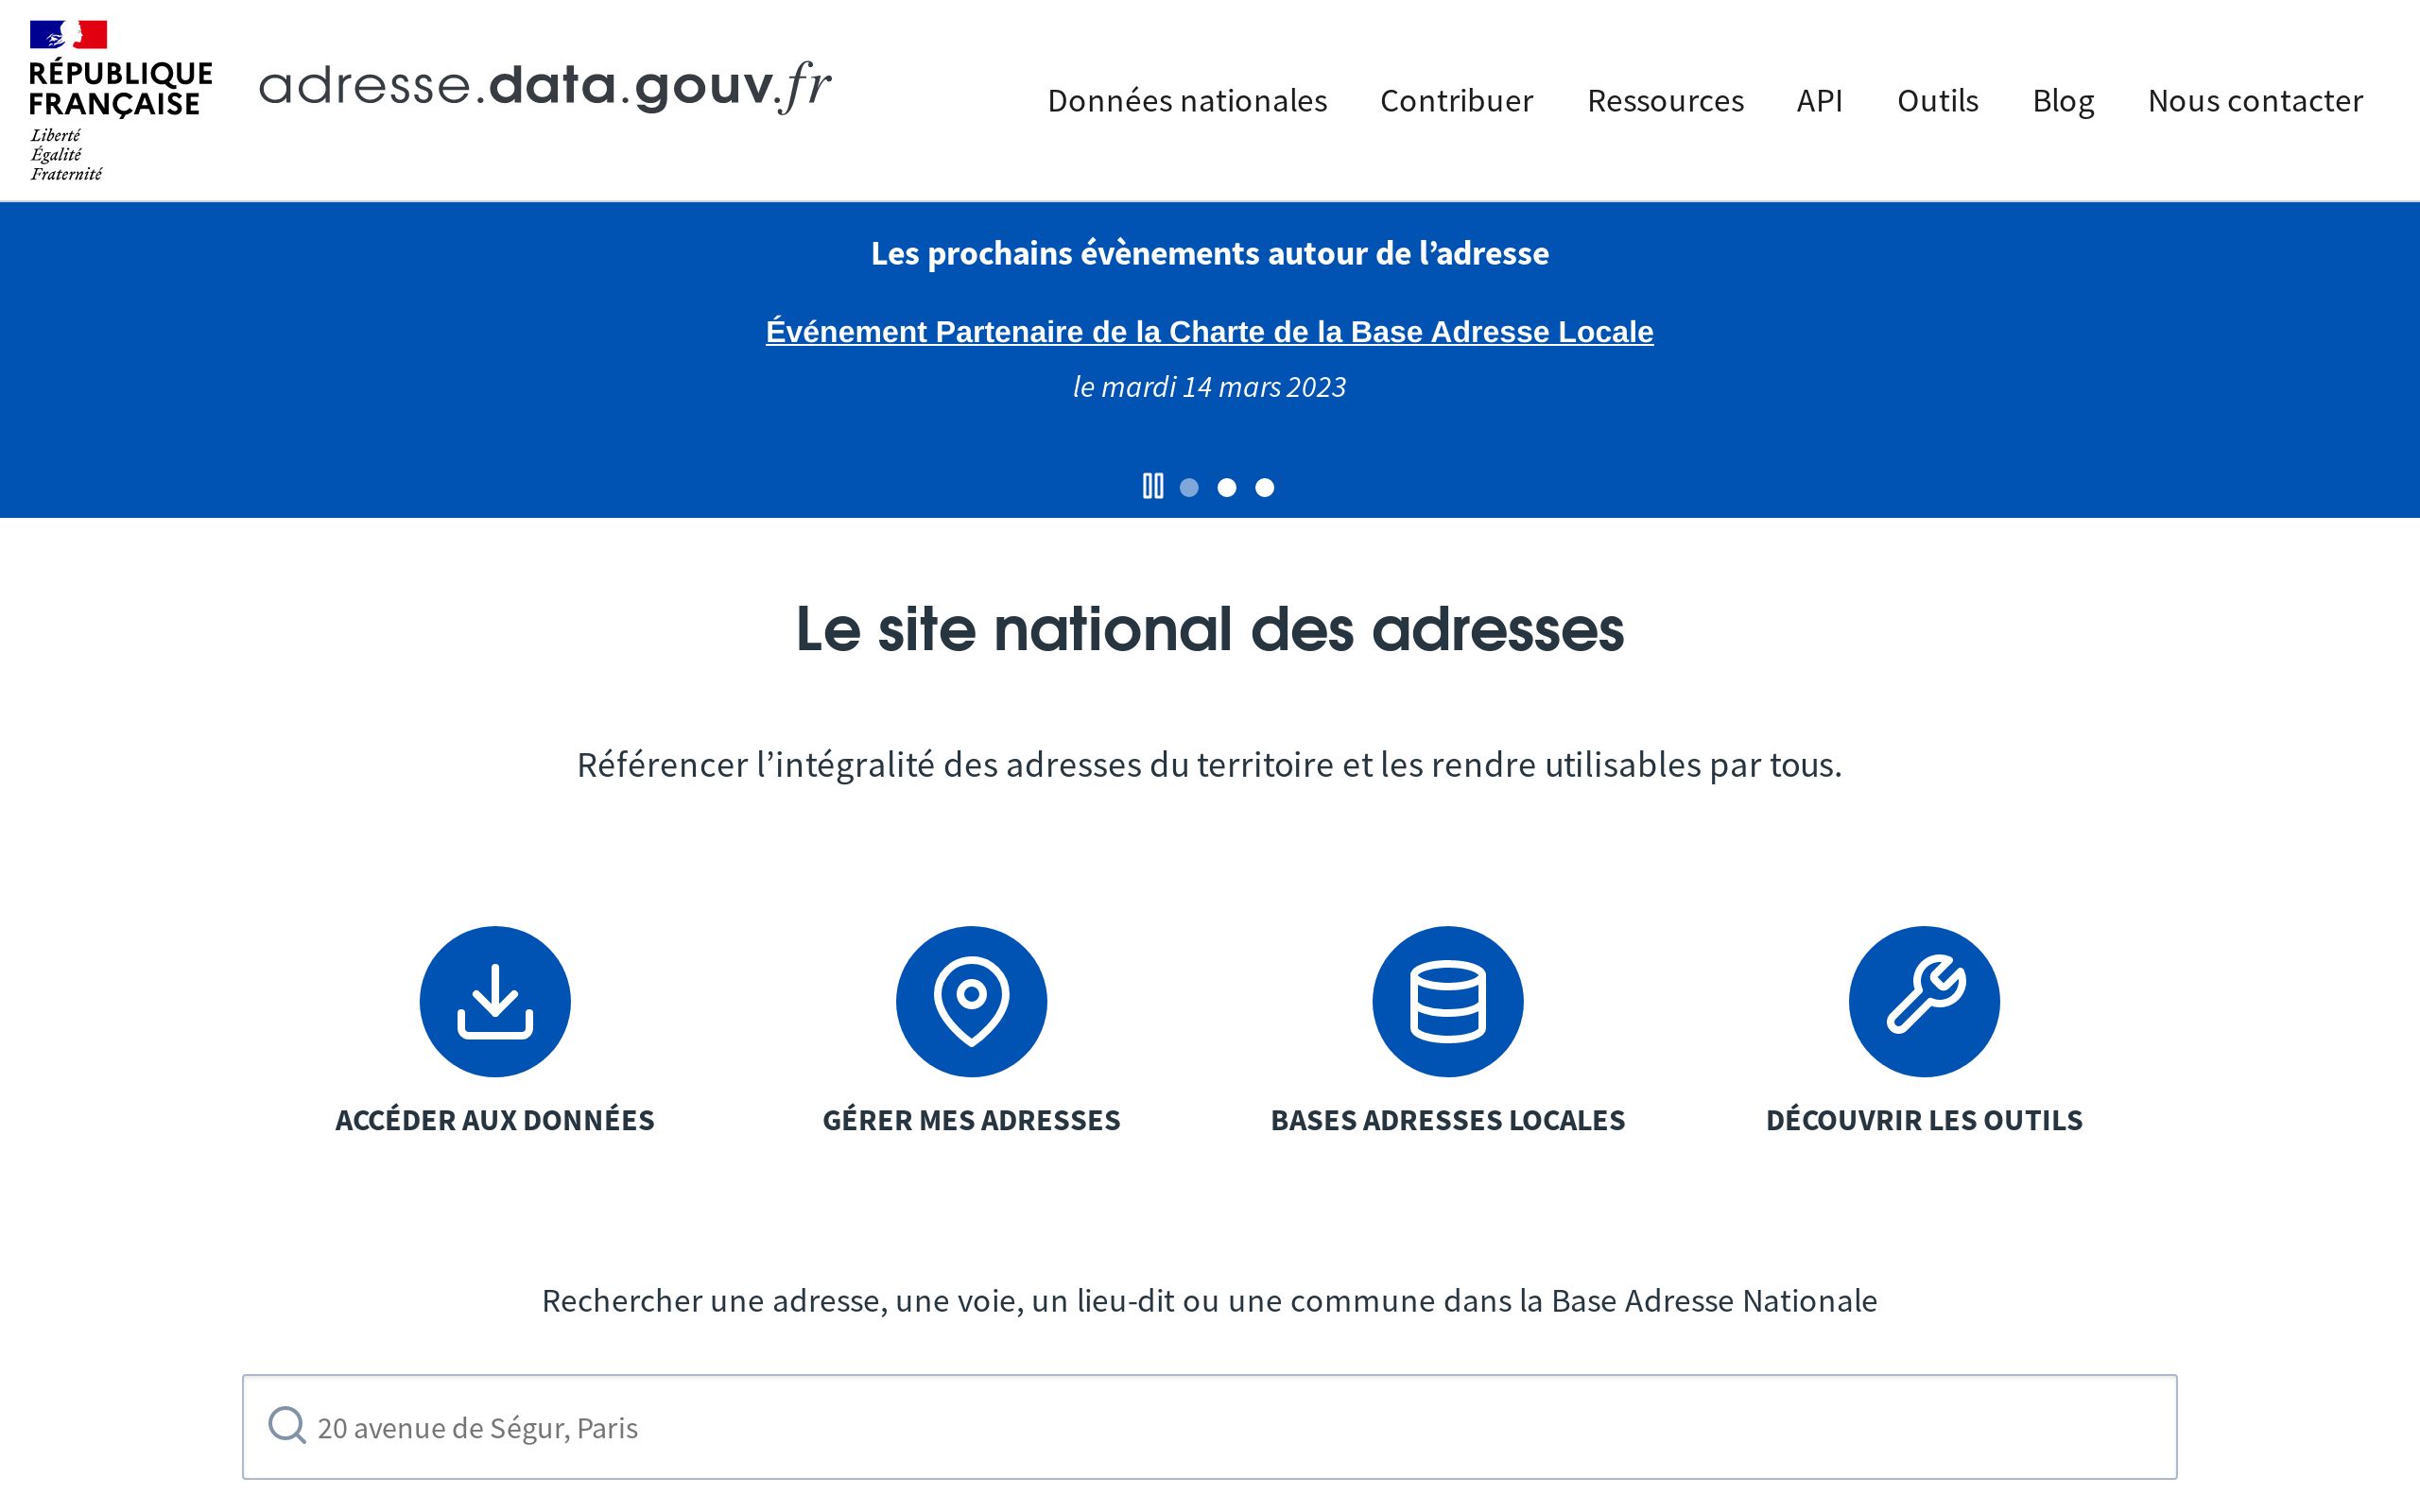 RÉPUBLIQUE
FRANÇAISE
Liberté
Égalité
Fraternité
adresse.data.gouv.fr
Données nationales
Contribuer
Ressources
API
Outils
Blog
Nous contacter
Les prochains évènements autour de l’adresse
Événement Partenaire de la Charte de la Base Adresse Locale
le mardi 14 mars 2023
Le site national des adresses
Référencer l’intégralité des adresses du territoire et les rendre utilisables par tous.
ACCÉDER AUX DONNÉES
GÉRER MES ADRESSES
BASES ADRESSES LOCALES
DÉCOUVRIR LES OUTILS
Rechercher une adresse, une voie, un lieu-dit ou une commune dans la Base Adresse Nationale
20 avenue de Ségur, Paris